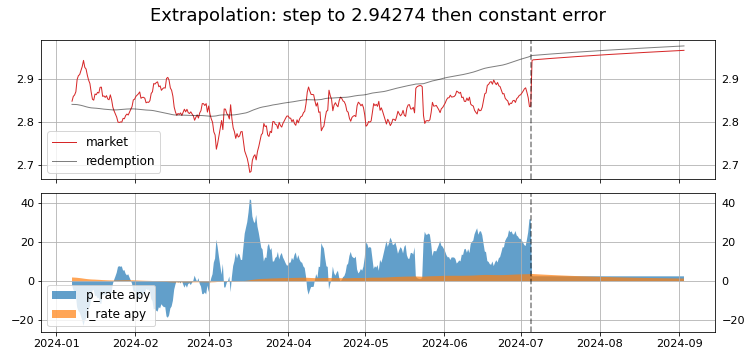 Extrapolation: step to 2.94274 then constant error
2.9
2.8
2.7
market
redemption
2.9
2.8
2.7
40
20
0
−20
p_rate apy
i_rate apy
40
20
0
−20
2024-01 2024-02 2024-03 2024-04 2024-05 2024-06 2024-07 2024-08 2024-09